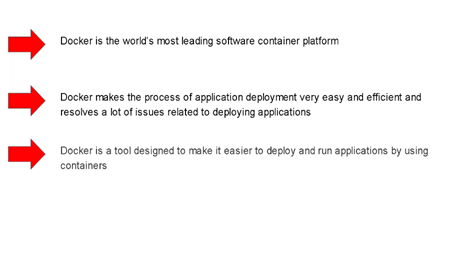 Docker is the world's most leading software container platform
Docker makes the process of application deployment very easy and efficient and
resolves a lot of issues related to deploying applications
Docker is a tool designed to make it easier to deploy and run applications by using
containers